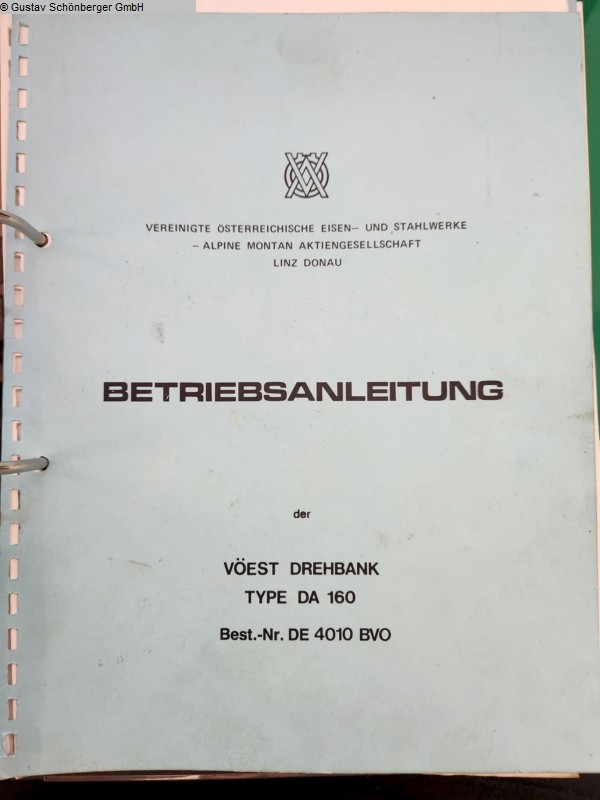 © Gustav Schönberger GmbH
VEREINIGTE ÖSTERREICHISCHE EISEN– UND STAHLWERKE
– ALPINE MONTAN AKTIENGESELLSCHAFT
LINZ DONAU
BETRIEBSANLEITUNG
der
VÖEST DREHBANK
TYPE DA 160
Best.-Nr. DE 4010 BVO